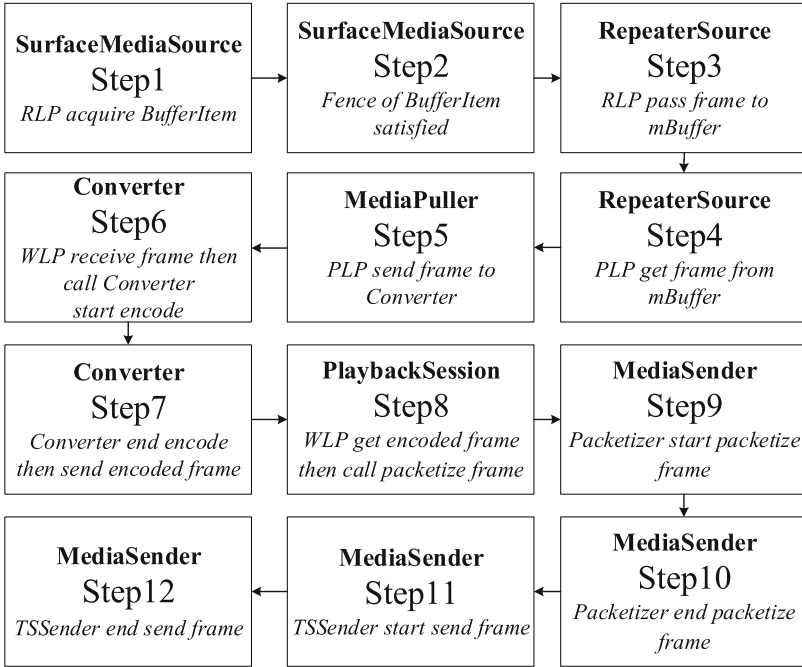 SurfaceMediaSource
Step1
RLP acquire BufferItem
SurfaceMediaSource
Step2
Fence of BufferItem
satisfied
RepeaterSource
Step3
RLP pass frame to
mBuffer
Converter
Step6
WLP receive frame then
call Converter
start encode
MediaPuller
Step5
PLP send frame to
Converter
RepeaterSource
Step4
PLP get frame from
mBuffer
Converter
Step7
Converter end encode
then send encoded frame
PlaybackSession
Step8
WLP get encoded frame
then call packetize frame
MediaSender
Step9
Packetizer start packetize
frame
MediaSender
Step12
TSSender end send frame
MediaSender
Step11
TSSender start send frame
MediaSender
Step10
Packetizer end packetize
frame